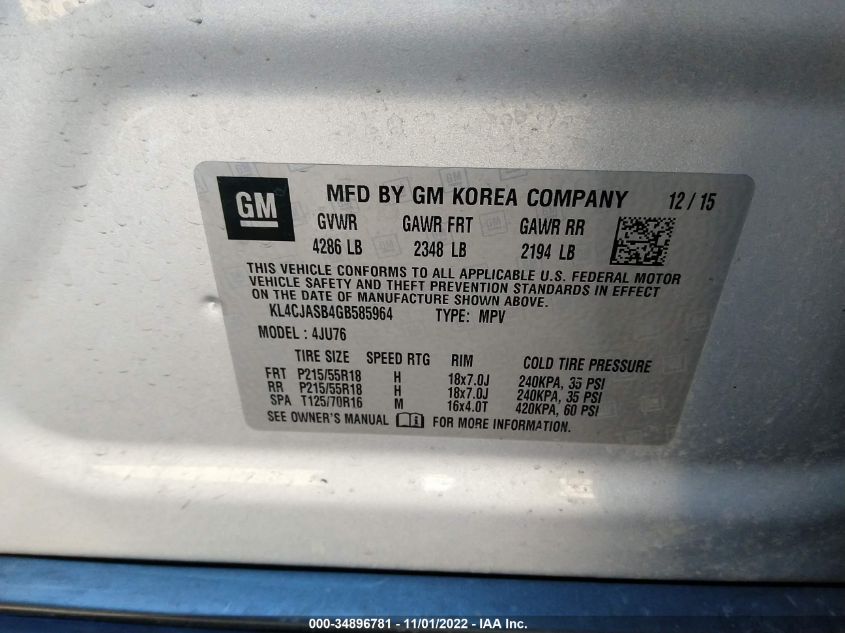 GM
MFD BY GM KOREA COMPANY 12 / 15
GVWR GAWR FRT GAWR RR
4286 LB 2348 LB 2194 LB
THIS VEHICLE CONFORMS TO ALL APPLICABLE U.S. FEDERAL MOTOR
VEHICLE SAFETY AND THEFT PREVENTION STANDARDS IN EFFECT
ON THE DATE OF MANUFACTURE SHOWN ABOVE.
KL4CJASB4GB585964 TYPE: MPV
MODEL : 4JU76
TIRE SIZE SPEED RTG RIM COLD TIRE PRESSURE
FRT P215/55R18 H 18x7.0J 240KPA, 35 PSI
RR P215/55R18 H 18x7.0J 240KPA, 35 PSI
SPA T125/70R16 M 16x4.0T 420KPA, 60 PSI
SEE OWNER'S MANUAL FOR MORE INFORMATION.
000-34896781 - 11/01/2022 - IAA Inc.